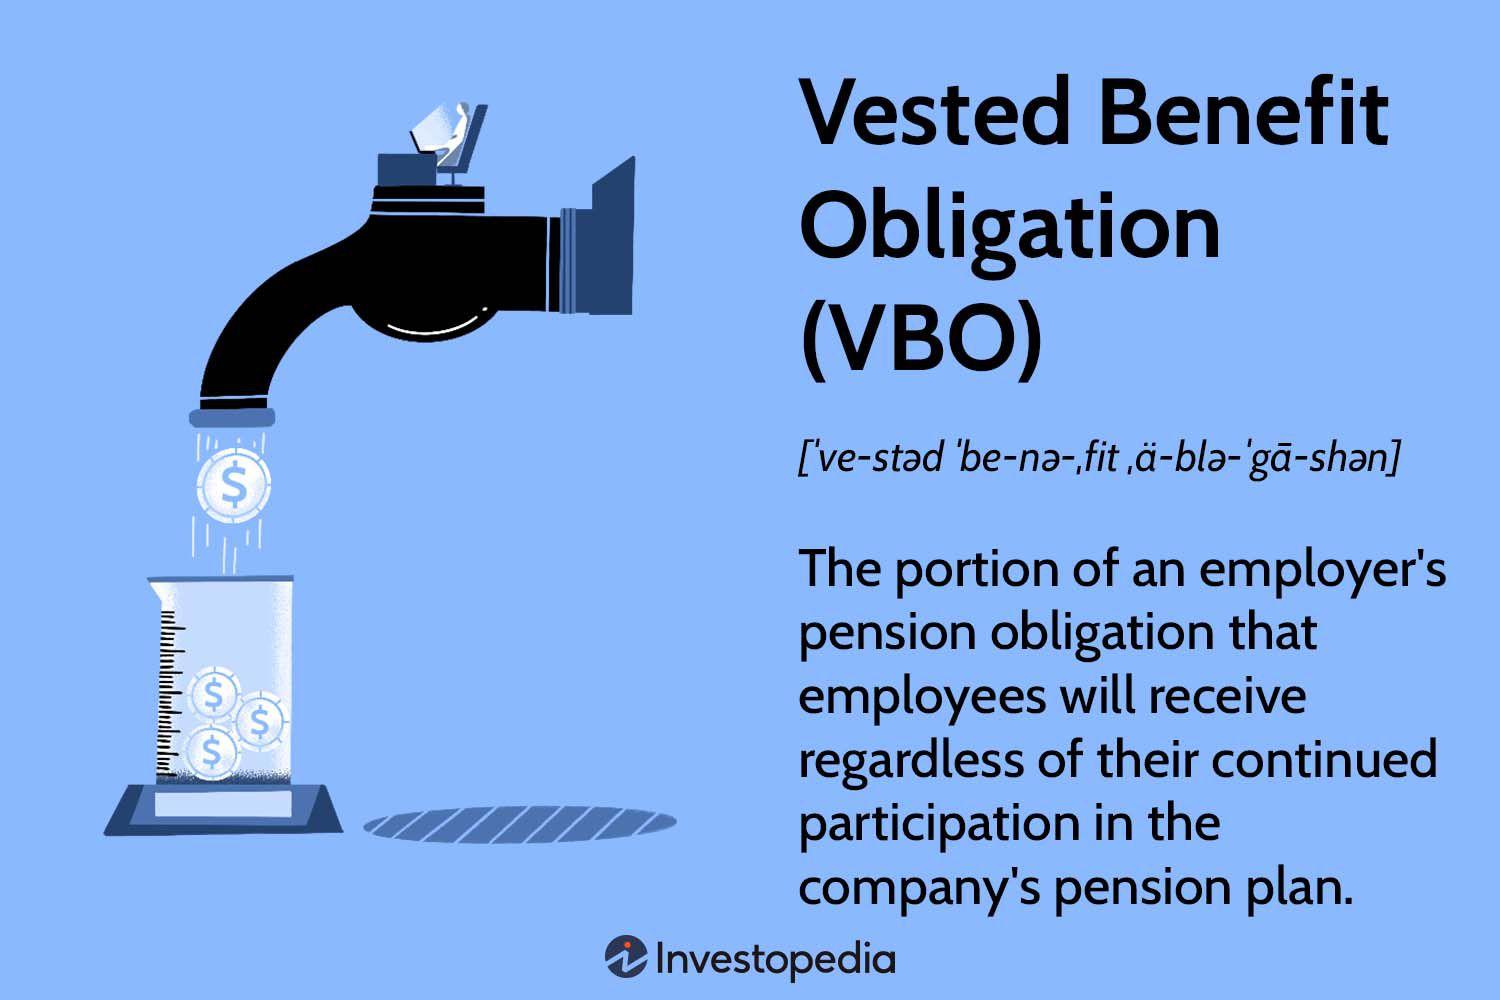 Vested Benefit
Obligation
(VBO)
[ˈve-stəd ˈbe-nə-ˌfit ˌä-blə-ˈgā-shən]
The portion of an employer's
pension obligation that
employees will receive
regardless of their continued
participation in the
company's pension plan.
$
$
$
$
Investopedia